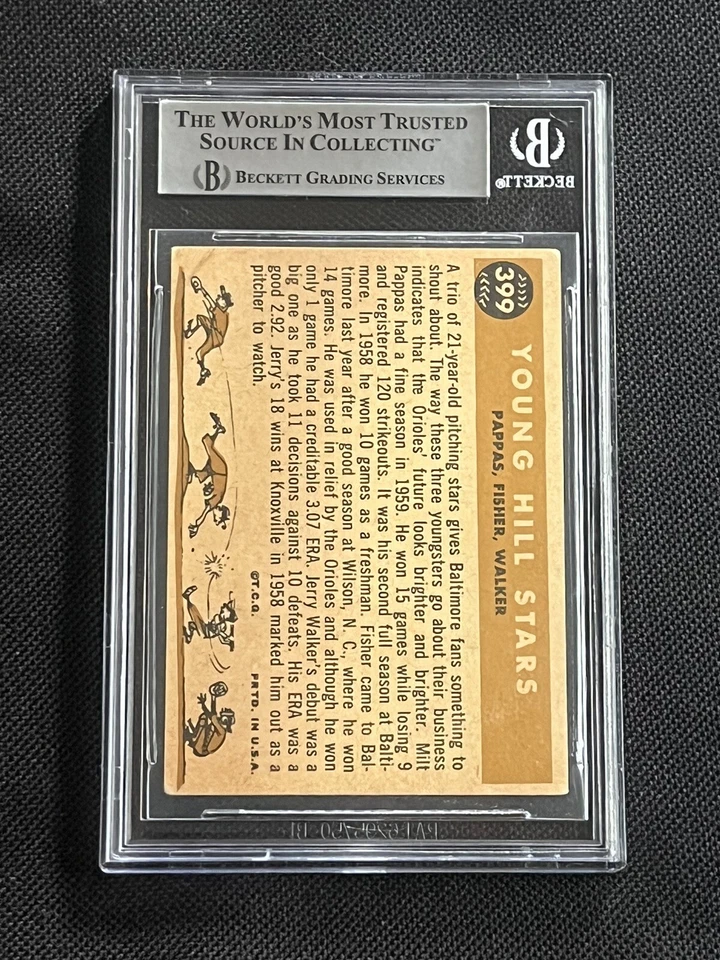 THE WORLD'S MOST TRUSTED
SOURCE IN COLLECTING™
B BECKETT GRADING SERVICES
B
BECKETT®
399
YOUNG HILL STARS
PAPPAS, FISHER, WALKER
A trio of 21-year-old pitching stars gives Baltimore fans something to
shout about. The way these three youngsters go about their business
indicates that the Orioles' future looks brighter and brighter. Milt
Pappas had a fine season in 1959. He won 15 games while losing 9
and registered 120 strikeouts. It was his second full season at Balti-
more. In 1958 he won 10 games as a freshman. Fisher came to Bal-
timore last year after a good season at Wilson, N. C., where he won
14 games. He was used in relief by the Orioles and although he won
only 1 game he had a creditable 3.07 ERA. Jerry Walker's debut was a
big one as he took 11 decisions against 10 defeats. His ERA was a
good 2.92. Jerry's 18 wins at Knoxville in 1958 marked him out as a
pitcher to watch.
©T.C.G. PRTD. IN U.S.A.